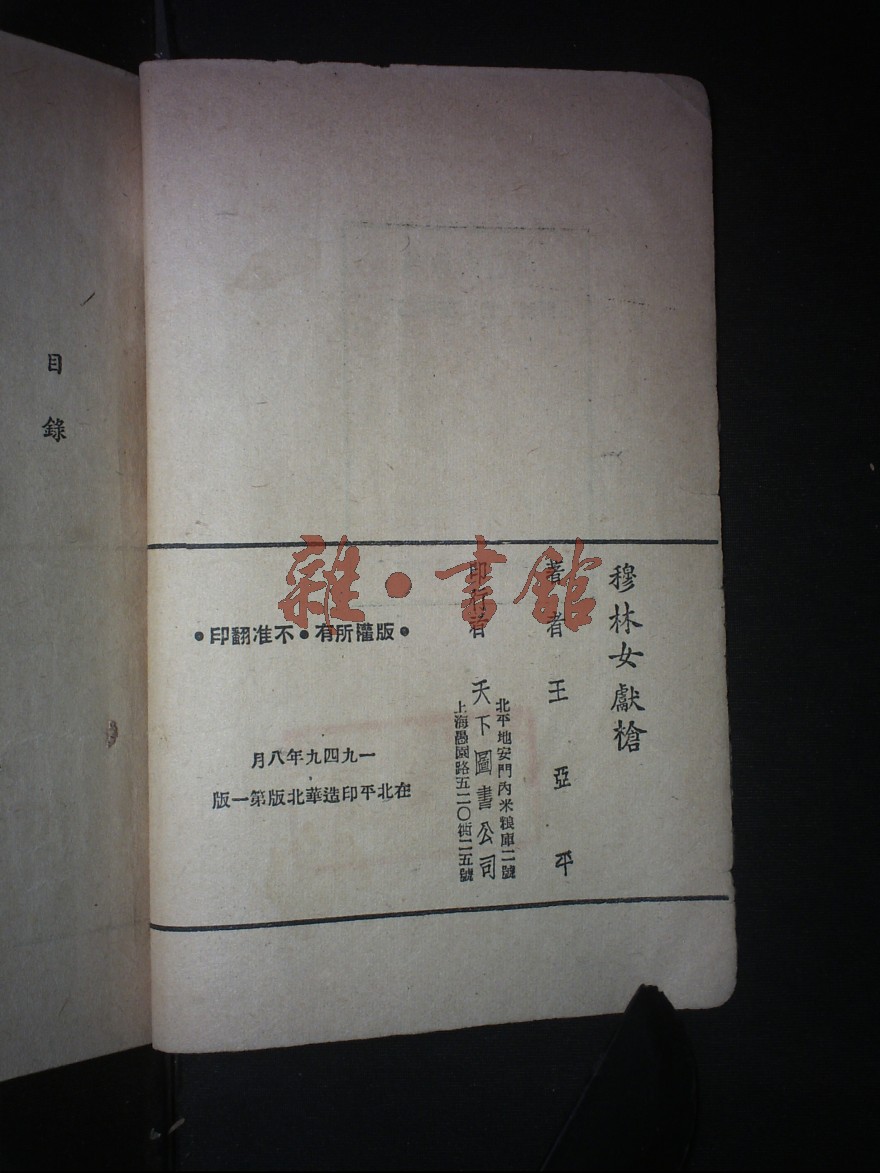 穆林女獻槍
著者 王亞平
北平地安門內米粮庫二號
印行者 天下圖書公司
上海愚園路五二〇衖二五號
•版權所有•不准翻印•
一九四九年八月
在北平印造華北版第一版
目錄
雜·書館